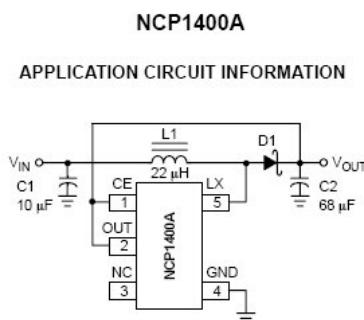 NCP1400A
APPLICATION CIRCUIT INFORMATION
L1
D1
VIN
VOUT
22 µH
C1
10 µF
CE
LX
C2
68 µF
1
5
OUT
2
NCP1400A
NC
GND
3
4